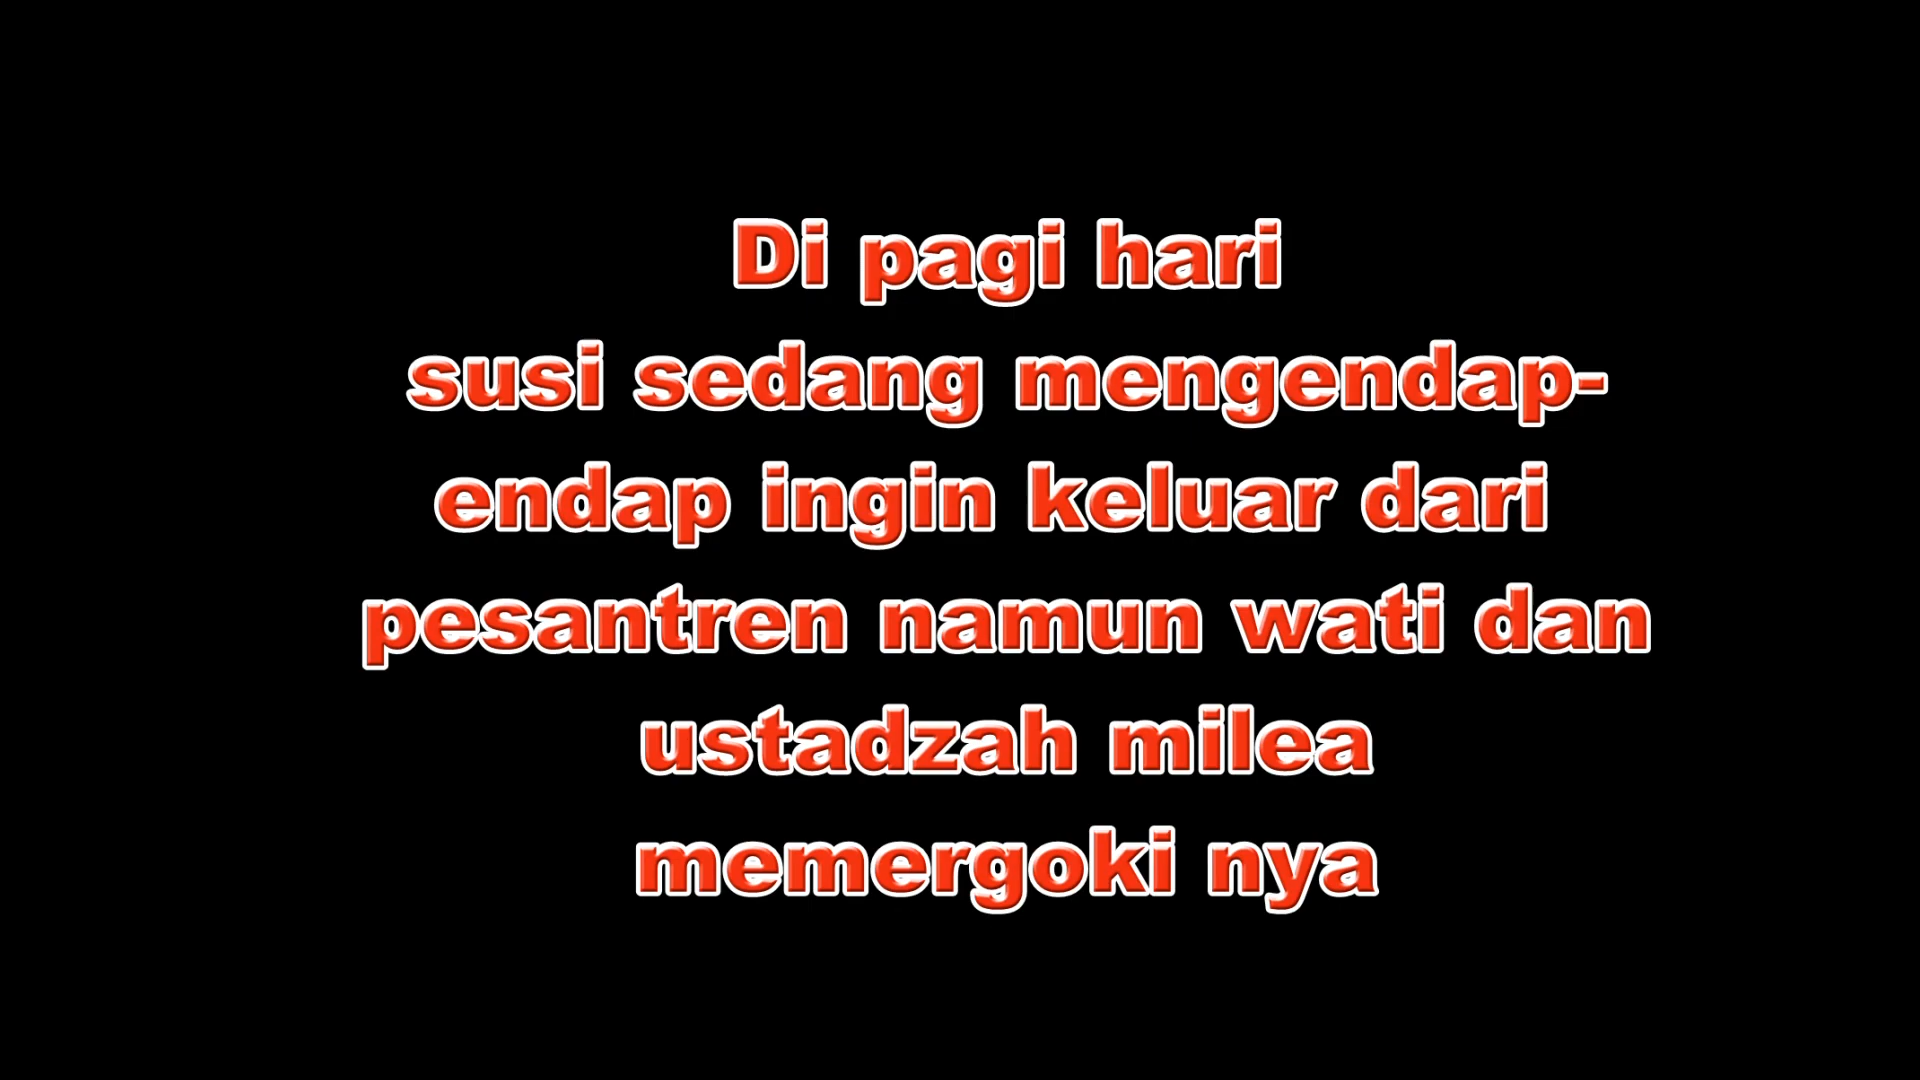 Di pagi hari
susi sedang mengendap-
endap ingin keluar dari
pesantren namun wati dan
ustadzah milea
memergoki nya